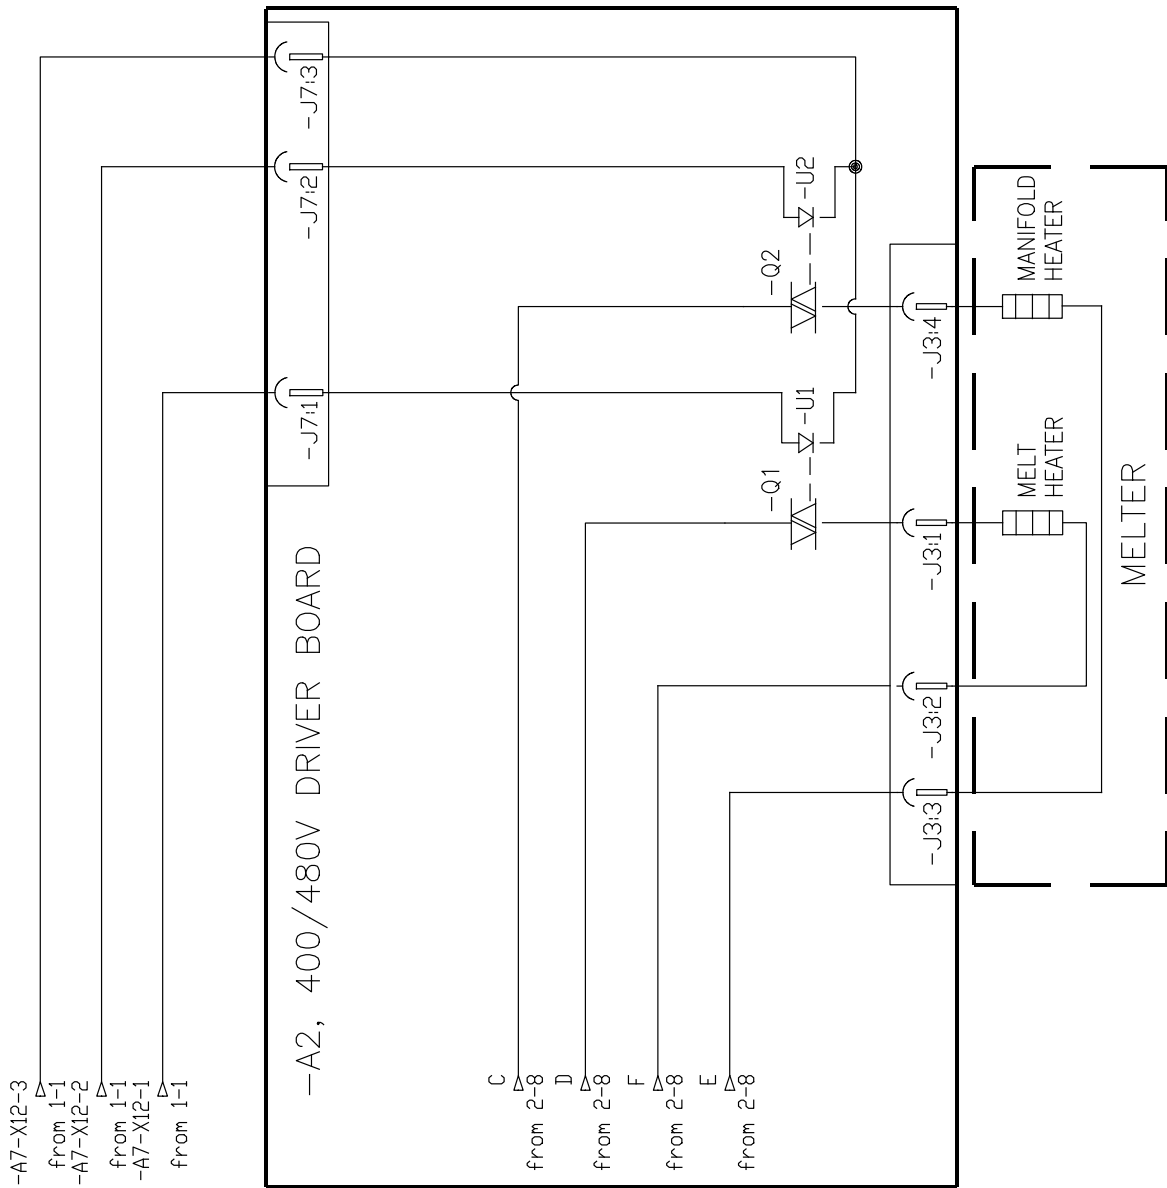 -A7-X12-3
from 1-1
-A7-X12-2
from 1-1
-A7-X12-1
from 1-1
-J7:3
-J7:2
-J7:1
-A2, 400/480V DRIVER BOARD
C
from 2-8
D
from 2-8
F
from 2-8
E
from 2-8
-Q2
-U2
-Q1
-U1
-J3:4
-J3:1
-J3:2
-J3:3
MANIFOLD
HEATER
MELT
HEATER
MELTER